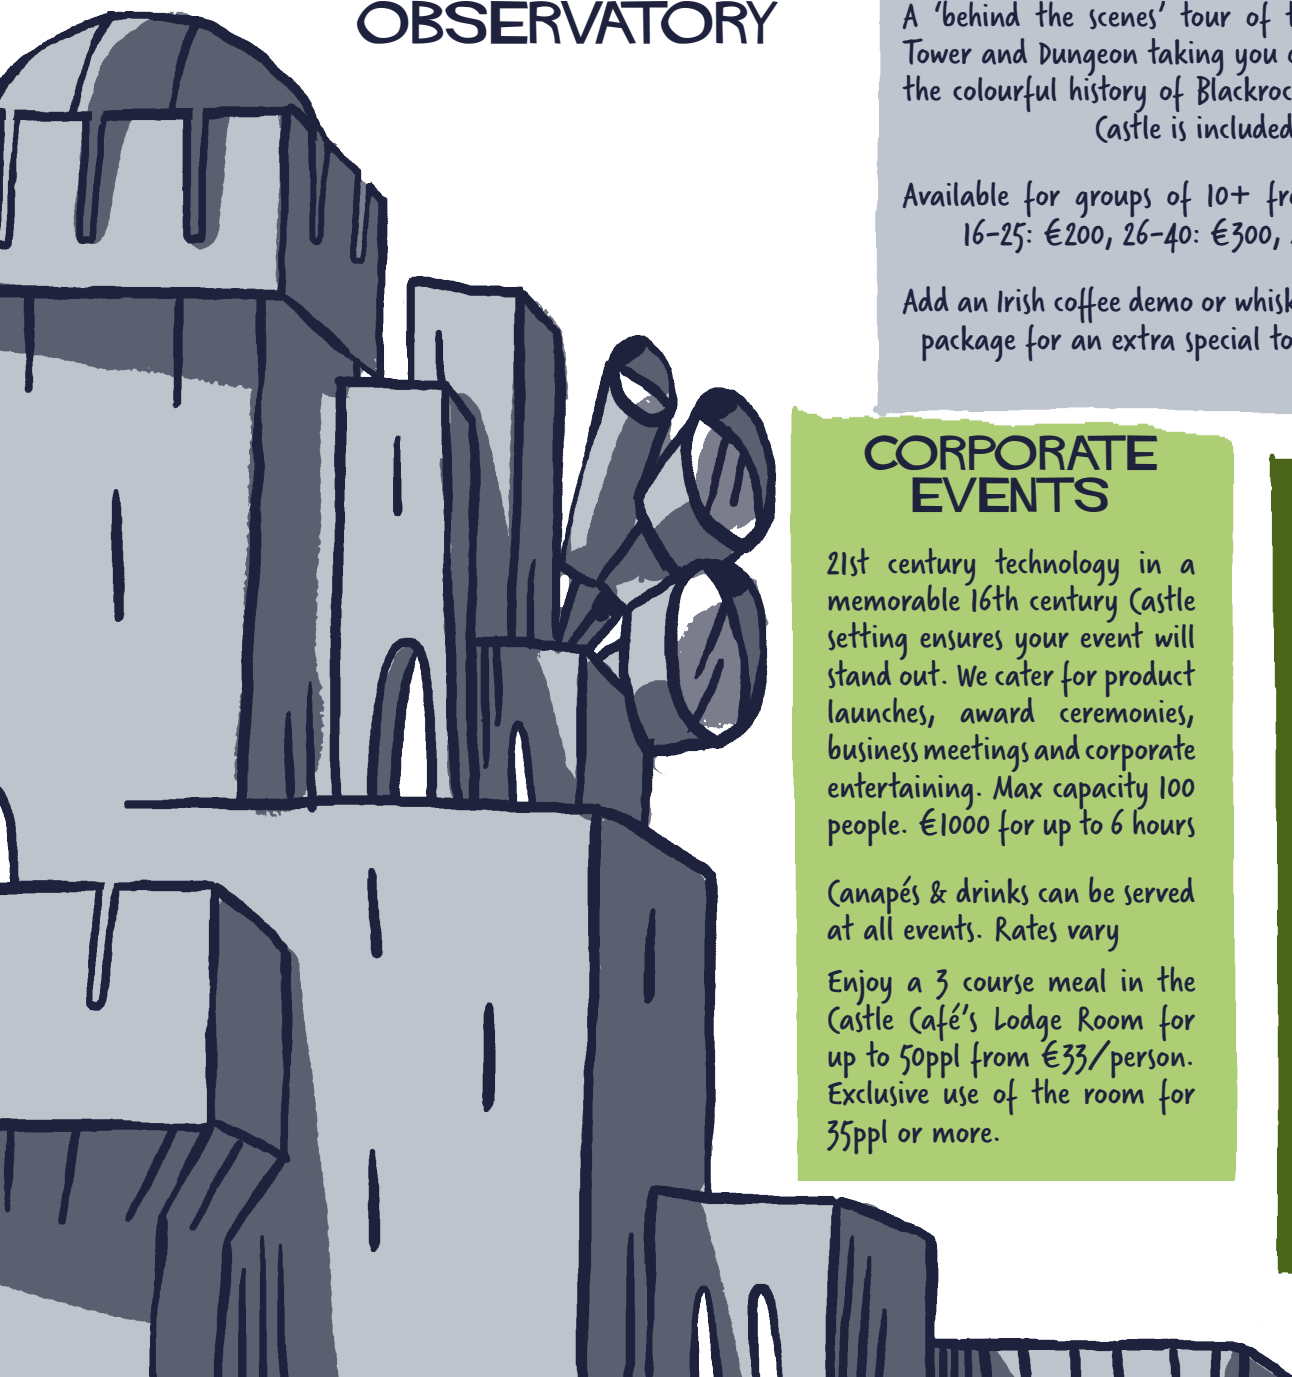 OBSERVATORY
A 'behind the scenes' tour of
Tower and Dungeon taking you
the colourful history of
Castle is included
Available for groups of 10+
16-25: €200, 26-40: €300,
Add an Irish coffee demo or
package for an extra special
CORPORATE
EVENTS
21st century technology in a
memorable 16th century Castle
setting ensures your event will
stand out. We cater for product
launches, award ceremonies,
business meetings and corporate
entertaining. Max capacity 100
people. €1000 for up to 6 hours
Canapés & drinks can be served
at all events. Rates vary
Enjoy a 3 course meal in the
Castle Café's Lodge Room for
up to 50ppl from €33/person.
Exclusive use of the room for
35ppl or more.